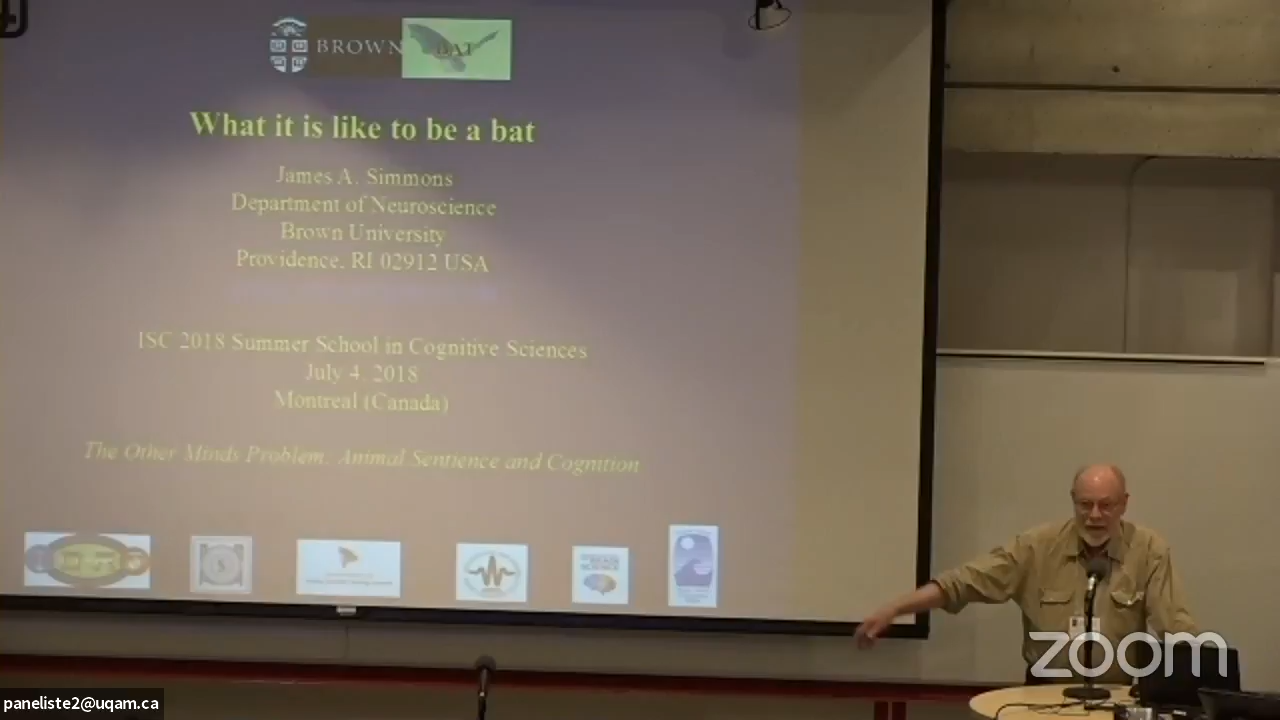 BROWN
BAT
What it is like to be a bat
James A. Simmons
Department of Neuroscience
Brown University
Providence, RI 02912 USA
ISC 2018 Summer School in Cognitive Sciences
July 4, 2018
Montreal (Canada)
The Other Minds Problem: Animal Sentience and Cognition
BRAIN
SCIENCE
zoom
paneliste2@uqam.ca